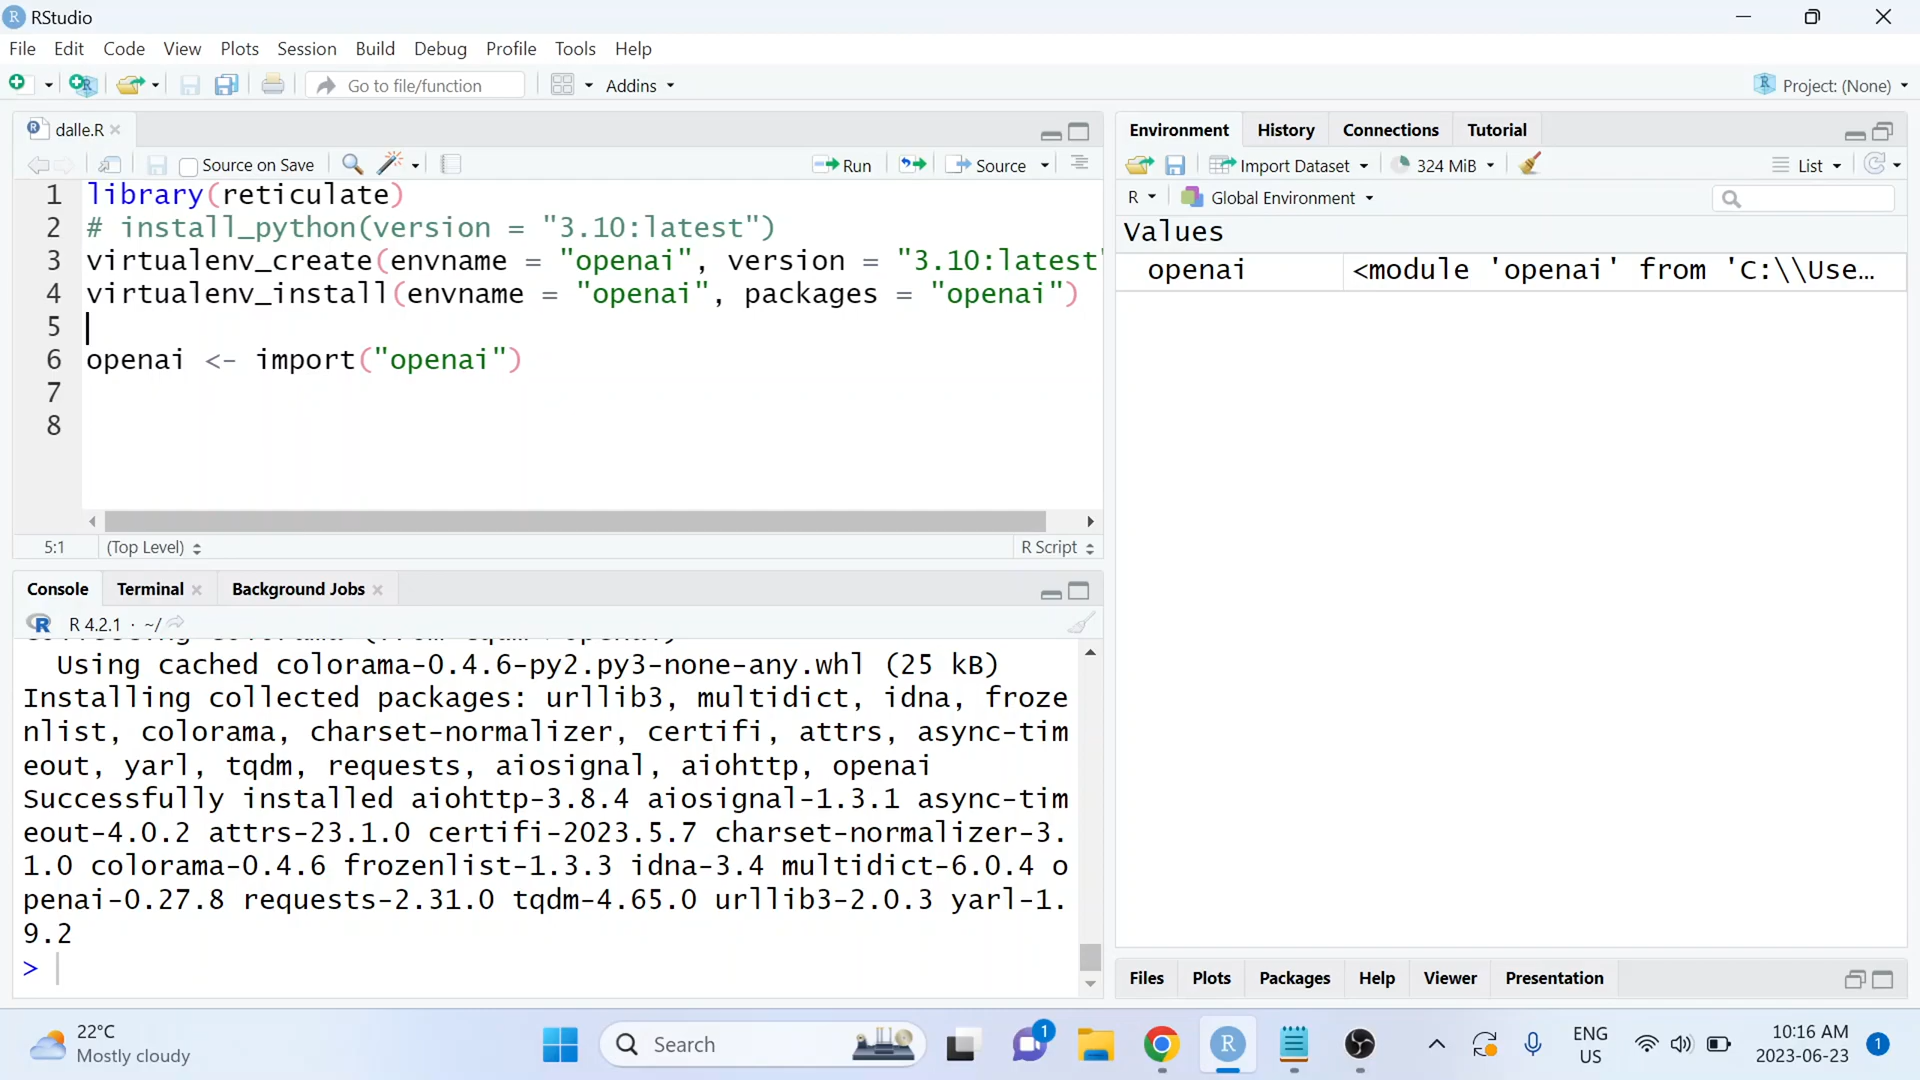 RStudio
File Edit Code View Plots Session Build Debug Profile Tools Help
Go to file/function Addins Project: (None)
dalle.R
Source on Save Run Source
1 library(reticulate)
2 # install_python(version = "3.10:latest")
3 virtualenv_create(envname = "openai", version = "3.10:latest"
4 virtualenv_install(envname = "openai", packages = "openai")
5
6 openai <- import("openai")
7
8
5:1 (Top Level) R Script
Console Terminal Background Jobs
R 4.2.1 · ~/
Using cached colorama-0.4.6-py2.py3-none-any.whl (25 kB)
Installing collected packages: urllib3, multidict, idna, froze
nlist, colorama, charset-normalizer, certifi, attrs, async-tim
eout, yarl, tqdm, requests, aiosignal, aiohttp, openai
Successfully installed aiohttp-3.8.4 aiosignal-1.3.1 async-tim
eout-4.0.2 attrs-23.1.0 certifi-2023.5.7 charset-normalizer-3.
1.0 colorama-0.4.6 frozenlist-1.3.3 idna-3.4 multidict-6.0.4 o
penai-0.27.8 requests-2.31.0 tqdm-4.65.0 urllib3-2.0.3 yarl-1.
9.2
>
Environment History Connections Tutorial
Import Dataset 324 MiB List
R Global Environment
Values
openai <module 'openai' from 'C:\\Use...
Files Plots Packages Help Viewer Presentation
22°C
Mostly cloudy
Search
1
ENG
US
10:16 AM
2023-06-23
1